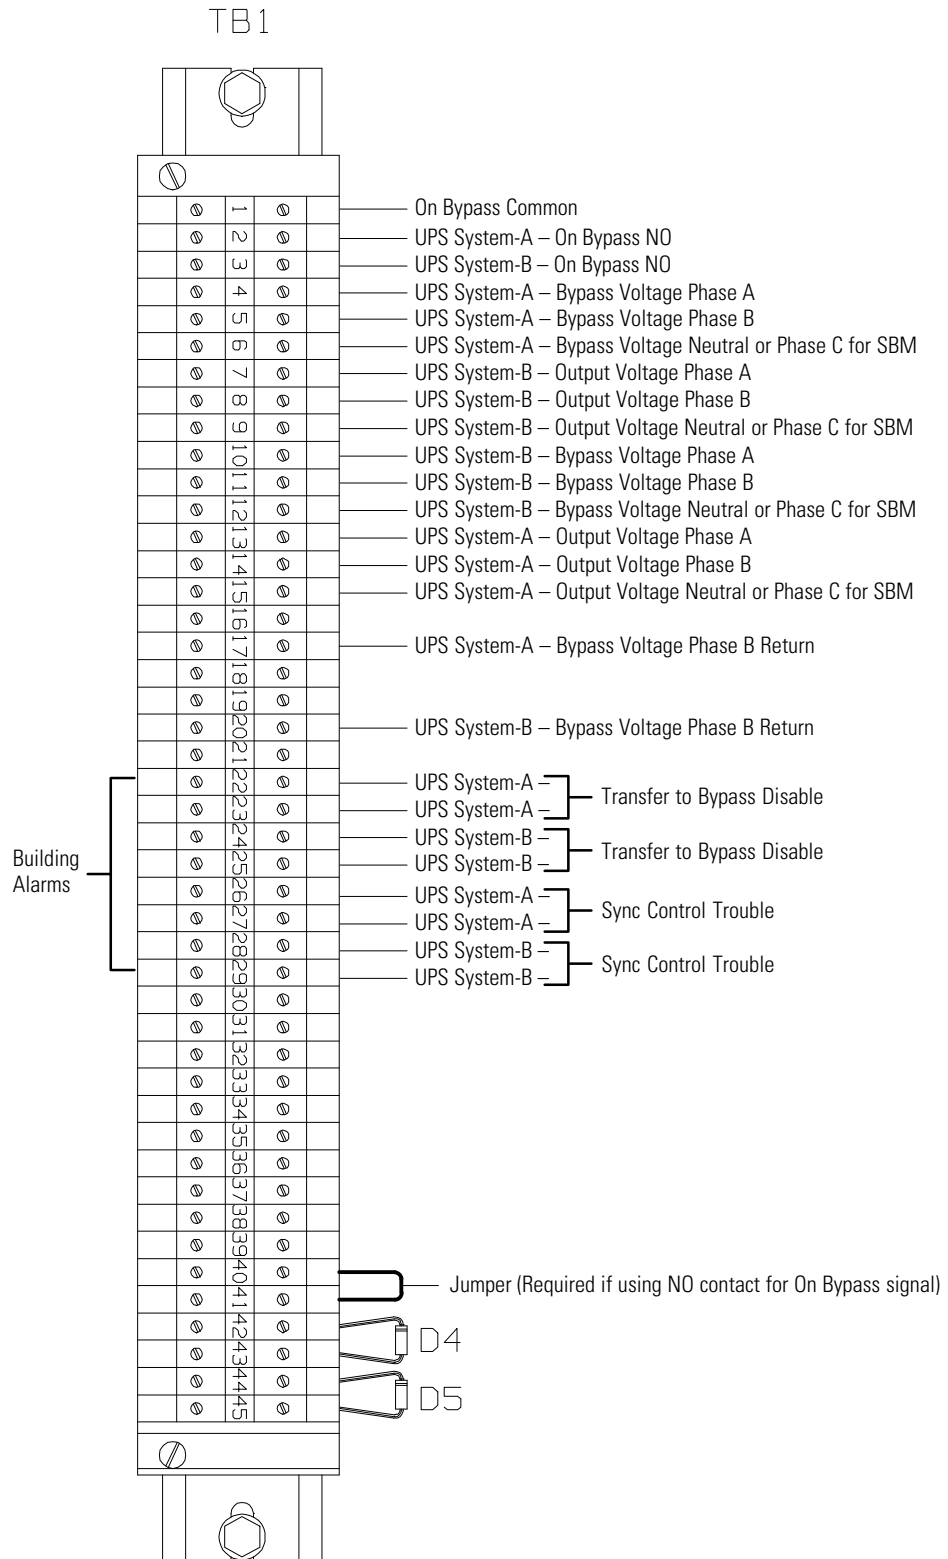 TB1
1 On Bypass Common
2 UPS System-A – On Bypass NO
3 UPS System-B – On Bypass NO
4 UPS System-A – Bypass Voltage Phase A
5 UPS System-A – Bypass Voltage Phase B
6 UPS System-A – Bypass Voltage Neutral or Phase C for SBM
7 UPS System-B – Output Voltage Phase A
8 UPS System-B – Output Voltage Phase B
9 UPS System-B – Output Voltage Neutral or Phase C for SBM
10 UPS System-B – Bypass Voltage Phase A
11 UPS System-B – Bypass Voltage Phase B
12 UPS System-B – Bypass Voltage Neutral or Phase C for SBM
13 UPS System-A – Output Voltage Phase A
14 UPS System-A – Output Voltage Phase B
15 UPS System-A – Output Voltage Neutral or Phase C for SBM
16
17 UPS System-A – Bypass Voltage Phase B Return
18
19
20 UPS System-B – Bypass Voltage Phase B Return
21
22 UPS System-A –
Transfer to Bypass Disable
23 UPS System-A –
24 UPS System-B –
Transfer to Bypass Disable
25 UPS System-B –
Building
Alarms
26 UPS System-A –
Sync Control Trouble
27 UPS System-A –
28 UPS System-B –
Sync Control Trouble
29 UPS System-B –
30
31
32
33
34
35
36
37
38
39
40
Jumper (Required if using NO contact for On Bypass signal)
41
42
D4
43
44
D5
45